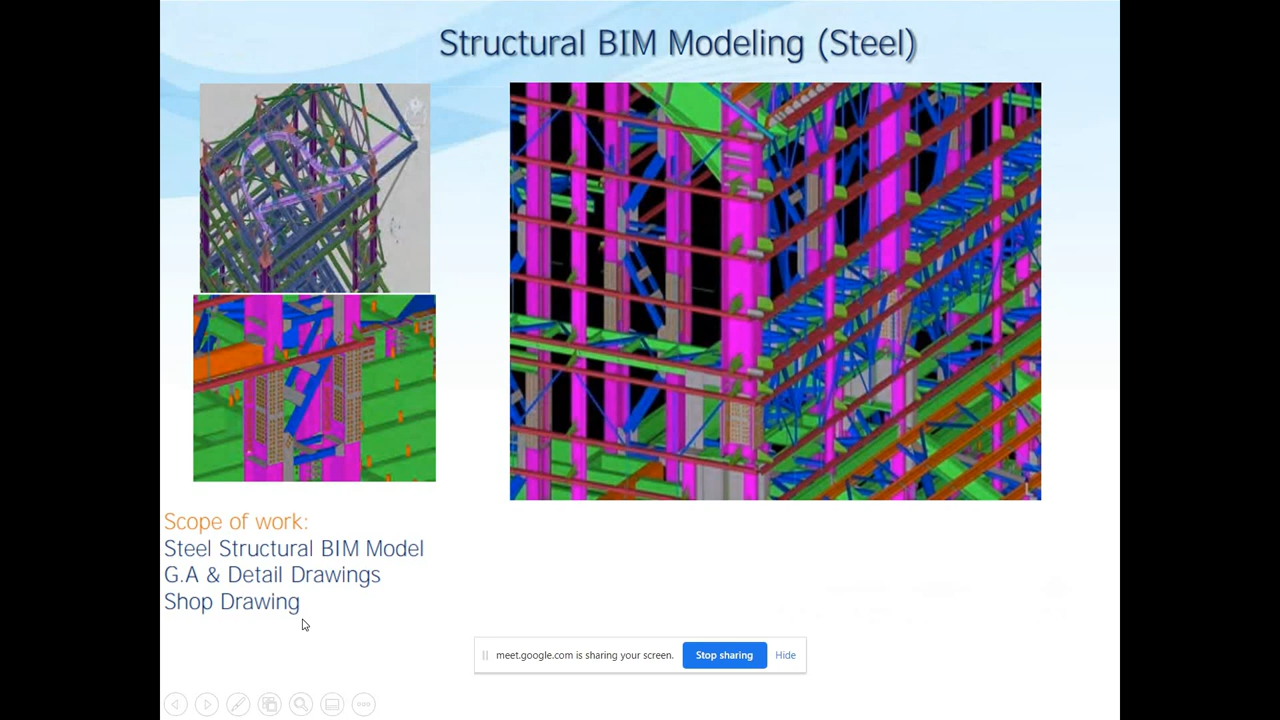 Structural BIM Modeling (Steel)
Scope of work:
Steel Structural BIM Model
G.A & Detail Drawings
Shop Drawing
meet.google.com is sharing your screen.
Stop sharing
Hide